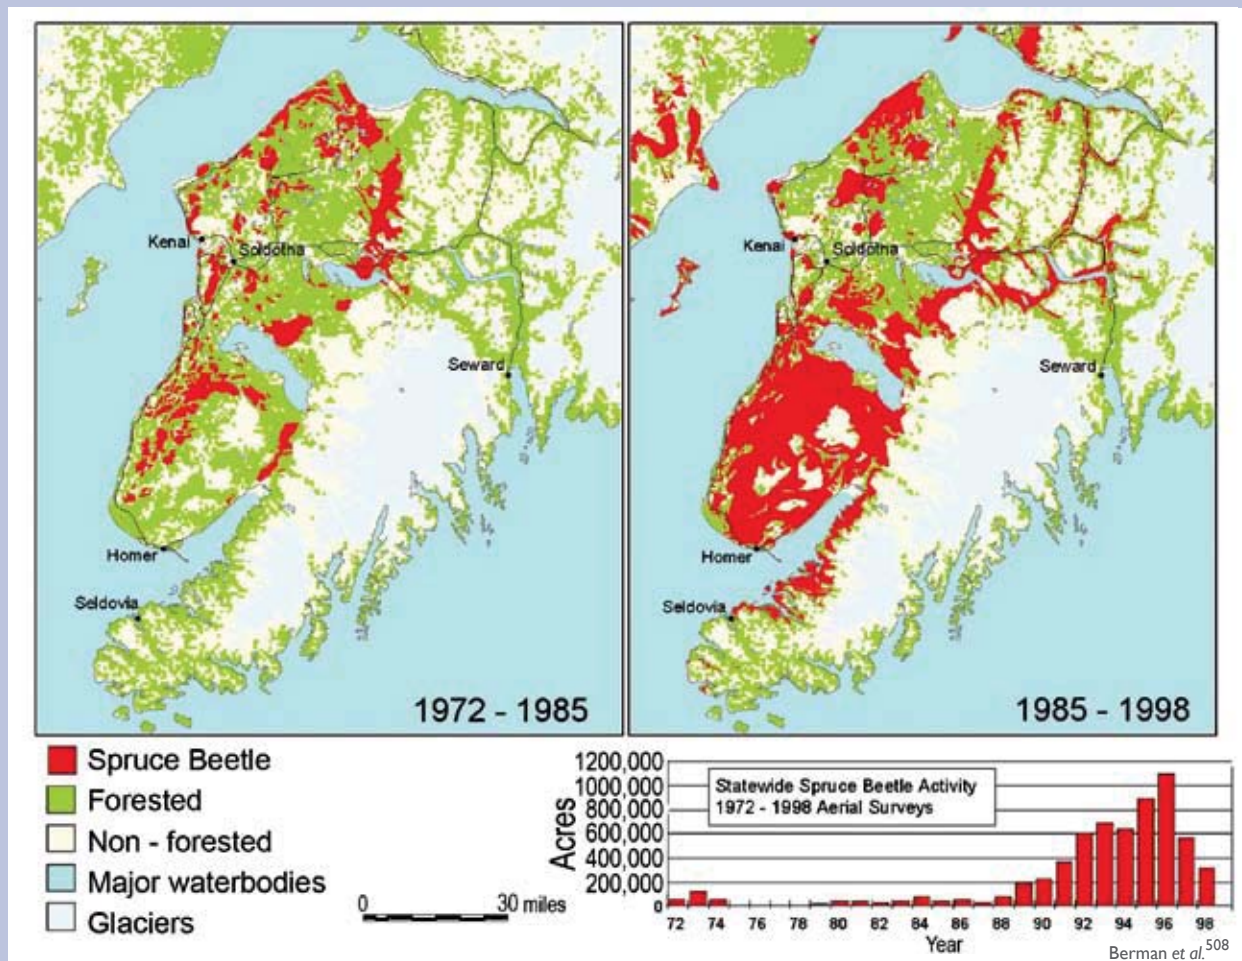 Kenai
Soldotna
Seward
Homer
Seldovia
1972 - 1985
Kenai
Soldotna
Seward
Homer
Seldovia
1985 - 1998
Spruce Beetle
Forested
Non - forested
Major waterbodies
Glaciers
0 30 miles
Statewide Spruce Beetle Activity
1972 - 1998 Aerial Surveys
Acres
1200,000
1000,000
800,000
600,000
400,000
200,000
0
72 74 76 78 80 82 84 86 88 90 92 94 96 98
Year
Berman et al.508